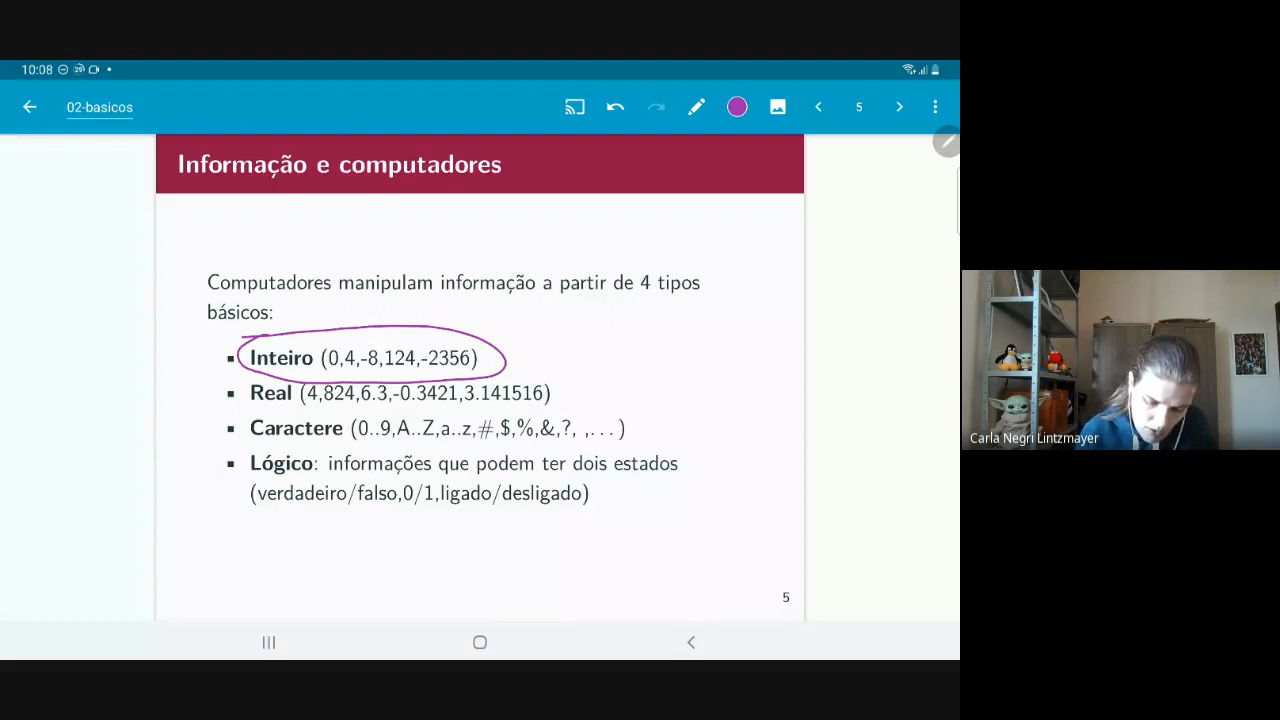 10:08 29
02-basicos
5
Informação e computadores
Computadores manipulam informação a partir de 4 tipos
básicos:
▪ Inteiro (0,4,-8,124,-2356)
▪ Real (4,824,6.3,-0.3421,3.141516)
▪ Caractere (0..9,A..Z,a..z,#,$,%,&,?, ,...)
▪ Lógico: informações que podem ter dois estados
(verdadeiro/falso,0/1,ligado/desligado)
5
Carla Negri Lintzmayer